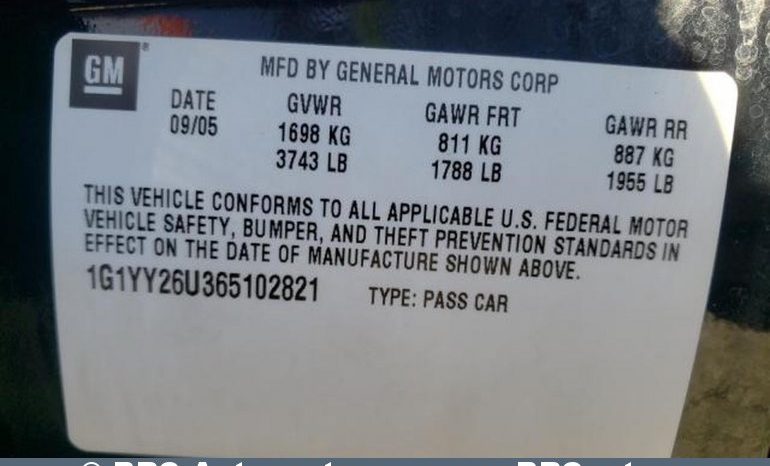 GM
MFD BY GENERAL MOTORS CORP
DATE GVWR GAWR FRT GAWR RR
09/05 1698 KG 811 KG 887 KG
3743 LB 1788 LB 1955 LB
THIS VEHICLE CONFORMS TO ALL APPLICABLE U.S. FEDERAL MOTOR
VEHICLE SAFETY, BUMPER, AND THEFT PREVENTION STANDARDS IN
EFFECT ON THE DATE OF MANUFACTURE SHOWN ABOVE.
1G1YY26U365102821 TYPE: PASS CAR